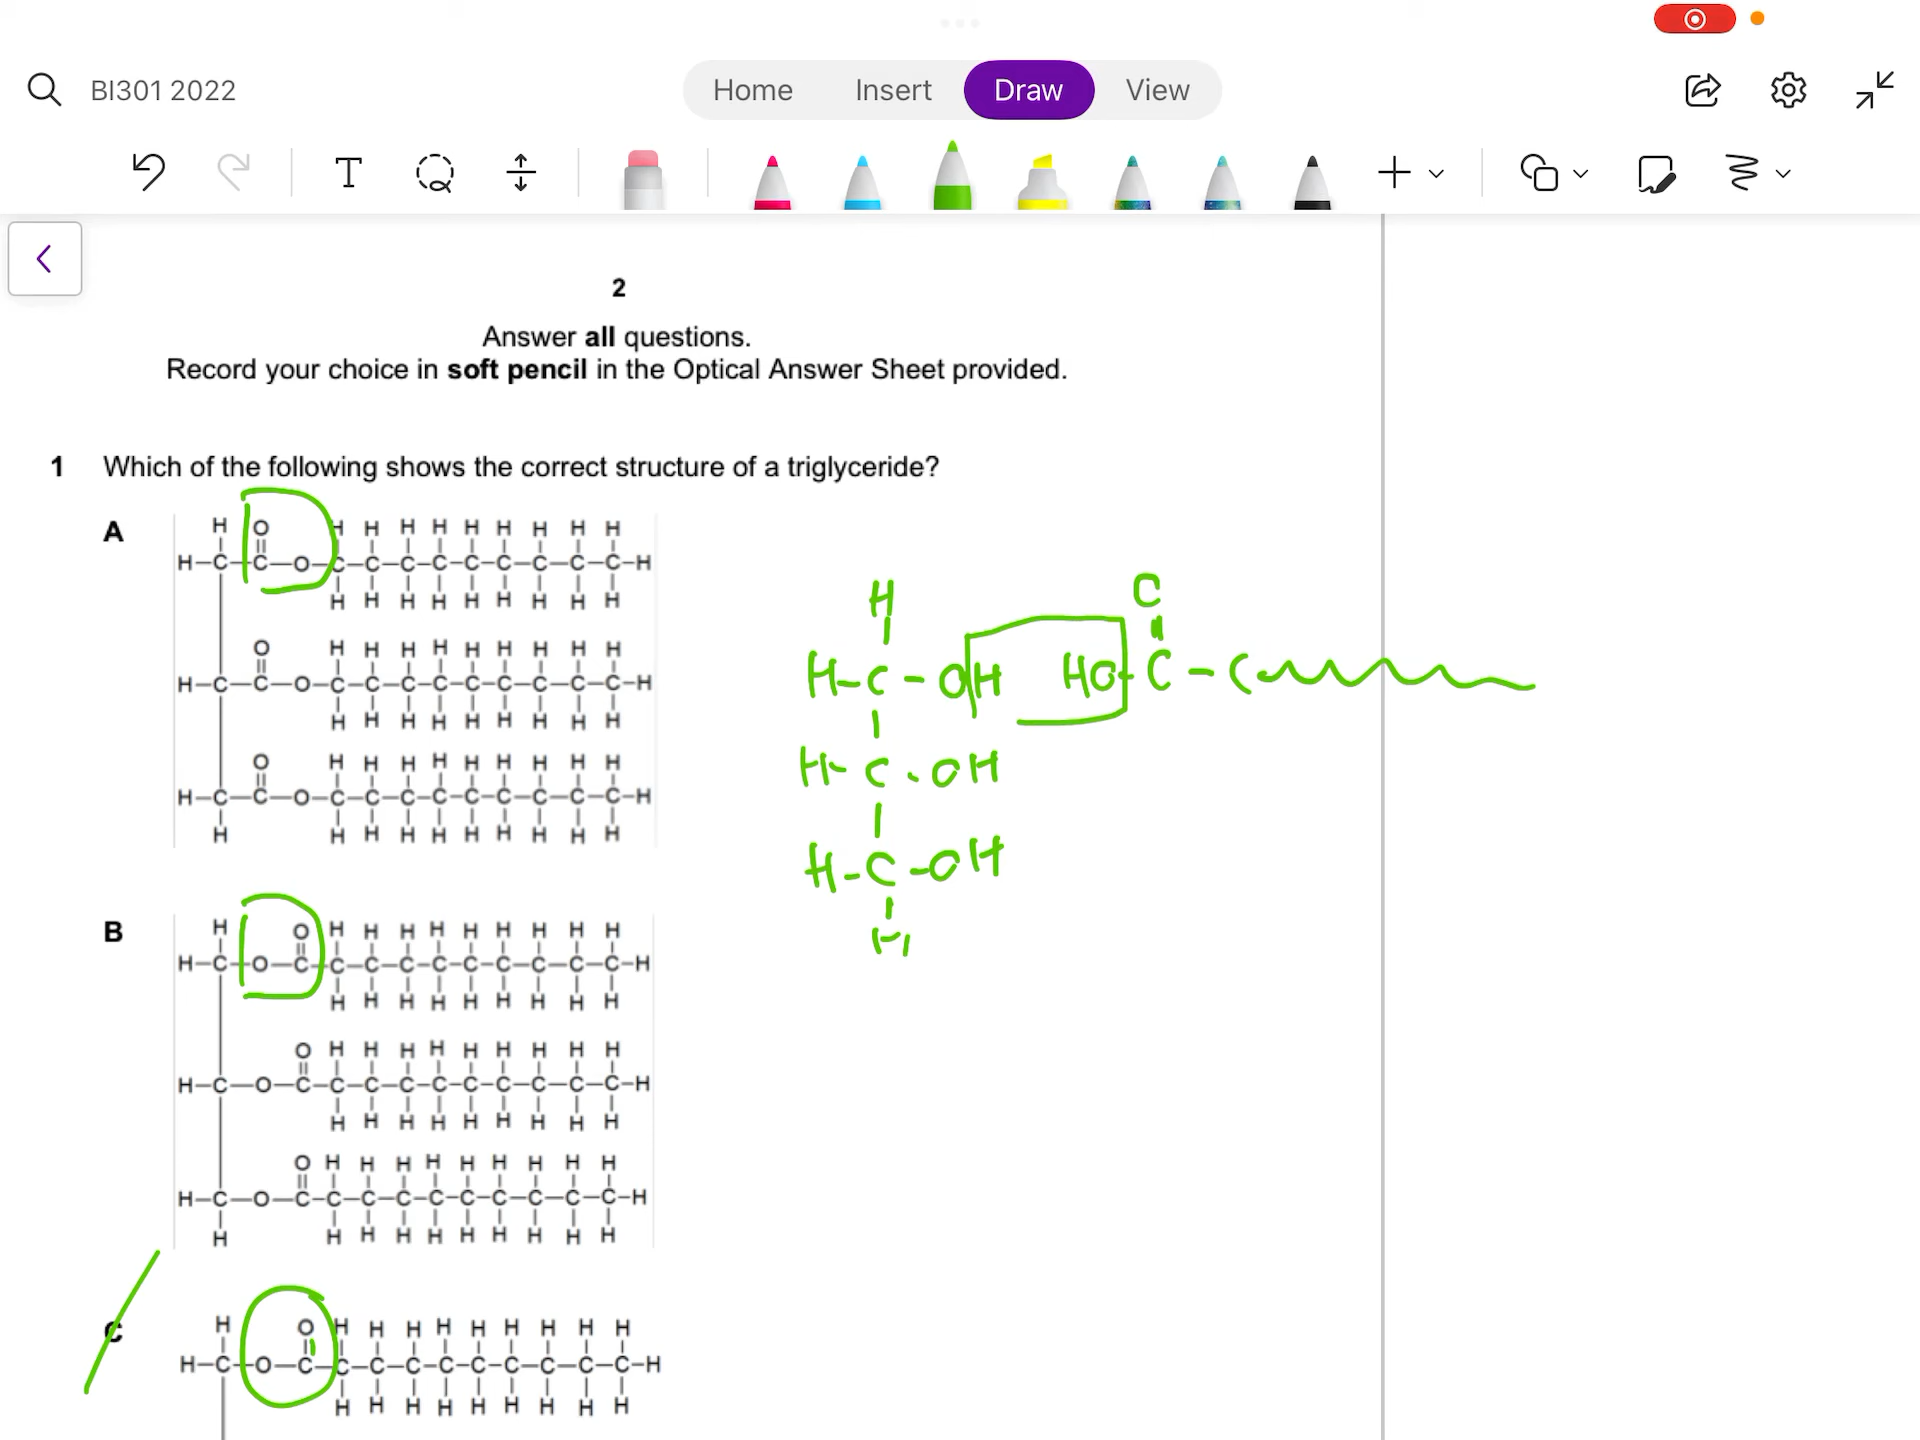 BI301 2022
Home Insert Draw View
T
2
Answer all questions.
Record your choice in soft pencil in the Optical Answer Sheet provided.
1 Which of the following shows the correct structure of a triglyceride?
A
H O H H H H H H H H H
H-C-C-O-C-C-C-C-C-C-C-C-C-H
H H H H H H H H H
O H H H H H H H H H
H-C-C-O-C-C-C-C-C-C-C-C-C-H
H H H H H H H H H
O H H H H H H H H H
H-C-C-O-C-C-C-C-C-C-C-C-C-H
H H H H H H H H H H
B
H O H H H H H H H H H
H-C-O-C-C-C-C-C-C-C-C-C-C-H
H H H H H H H H H
O H H H H H H H H H
H-C-O-C-C-C-C-C-C-C-C-C-C-H
H H H H H H H H H
O H H H H H H H H H
H-C-O-C-C-C-C-C-C-C-C-C-C-H
H H H H H H H H H H
C
H O H H H H H H H H H
H-C-O-C-C-C-C-C-C-C-C-C-C-H
H H H H H H H H H
H C
H-C-OH HO-C-C
H-C-OH
H-C-OH
H